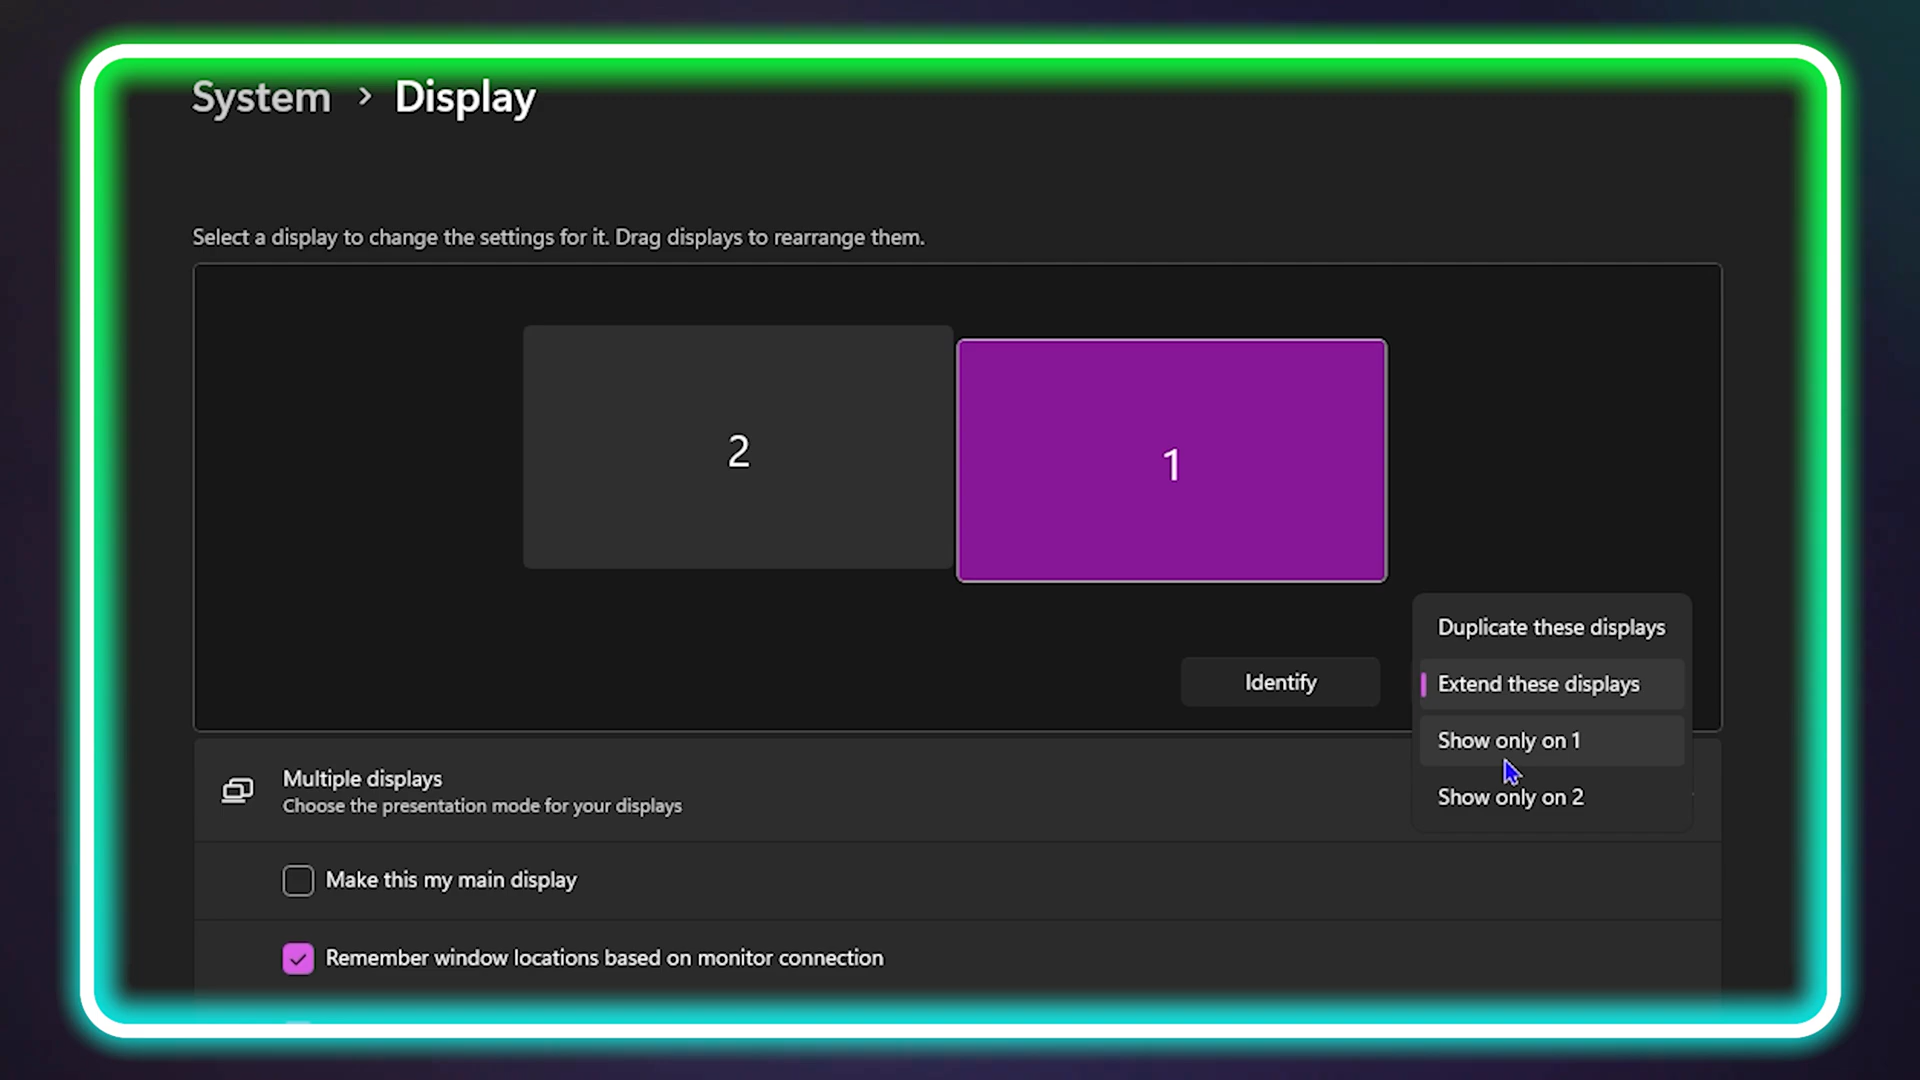 System > Display
Select a display to change the settings for it. Drag displays to rearrange them.
2
1
Identify
Duplicate these displays
Extend these displays
Show only on 1
Show only on 2
Multiple displays
Choose the presentation mode for your displays
Make this my main display
Remember window locations based on monitor connection